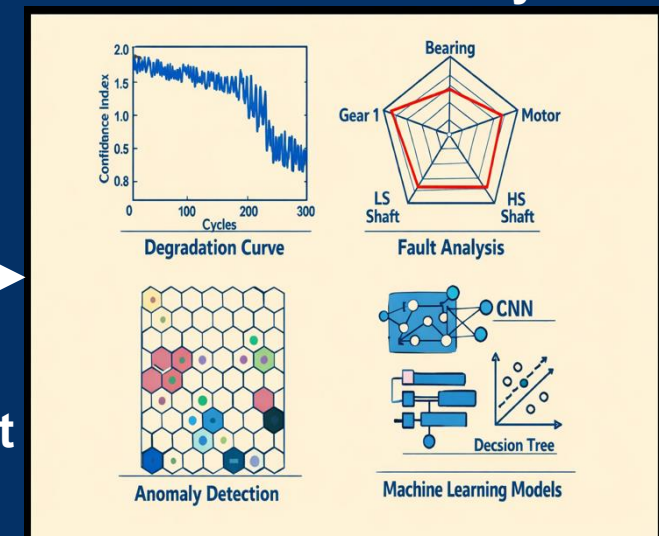 2.0
1.5
1.0
0.5
0.8
Confidance Index
0 100 200 300
Cycles
Degradation Curve
Bearing
Gear 1
Motor
LS
Shaft
HS
Shaft
Fault Analysis
Anomaly Detection
CNN
Decsion Tree
Machine Learning Models
t